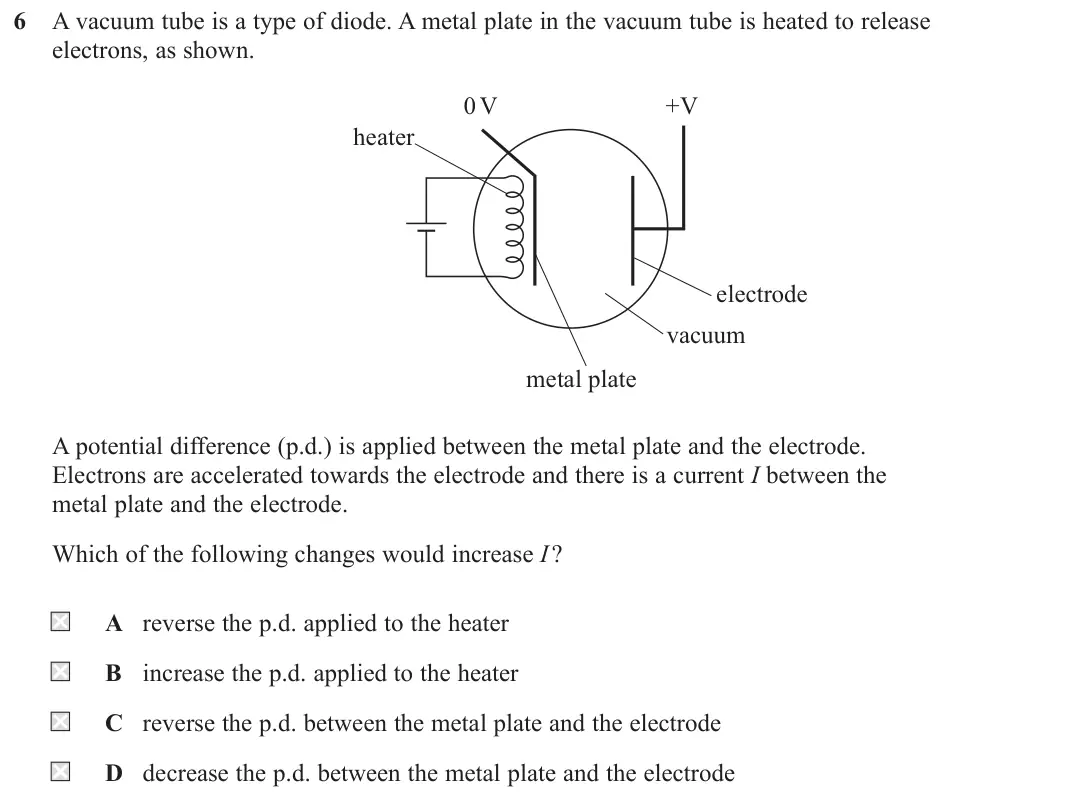 6 A vacuum tube is a type of diode. A metal plate in the vacuum tube is heated to release
electrons, as shown.
0 V
+V
heater
electrode
vacuum
metal plate
A potential difference (p.d.) is applied between the metal plate and the electrode.
Electrons are accelerated towards the electrode and there is a current I between the
metal plate and the electrode.
Which of the following changes would increase I?
A reverse the p.d. applied to the heater
B increase the p.d. applied to the heater
C reverse the p.d. between the metal plate and the electrode
D decrease the p.d. between the metal plate and the electrode